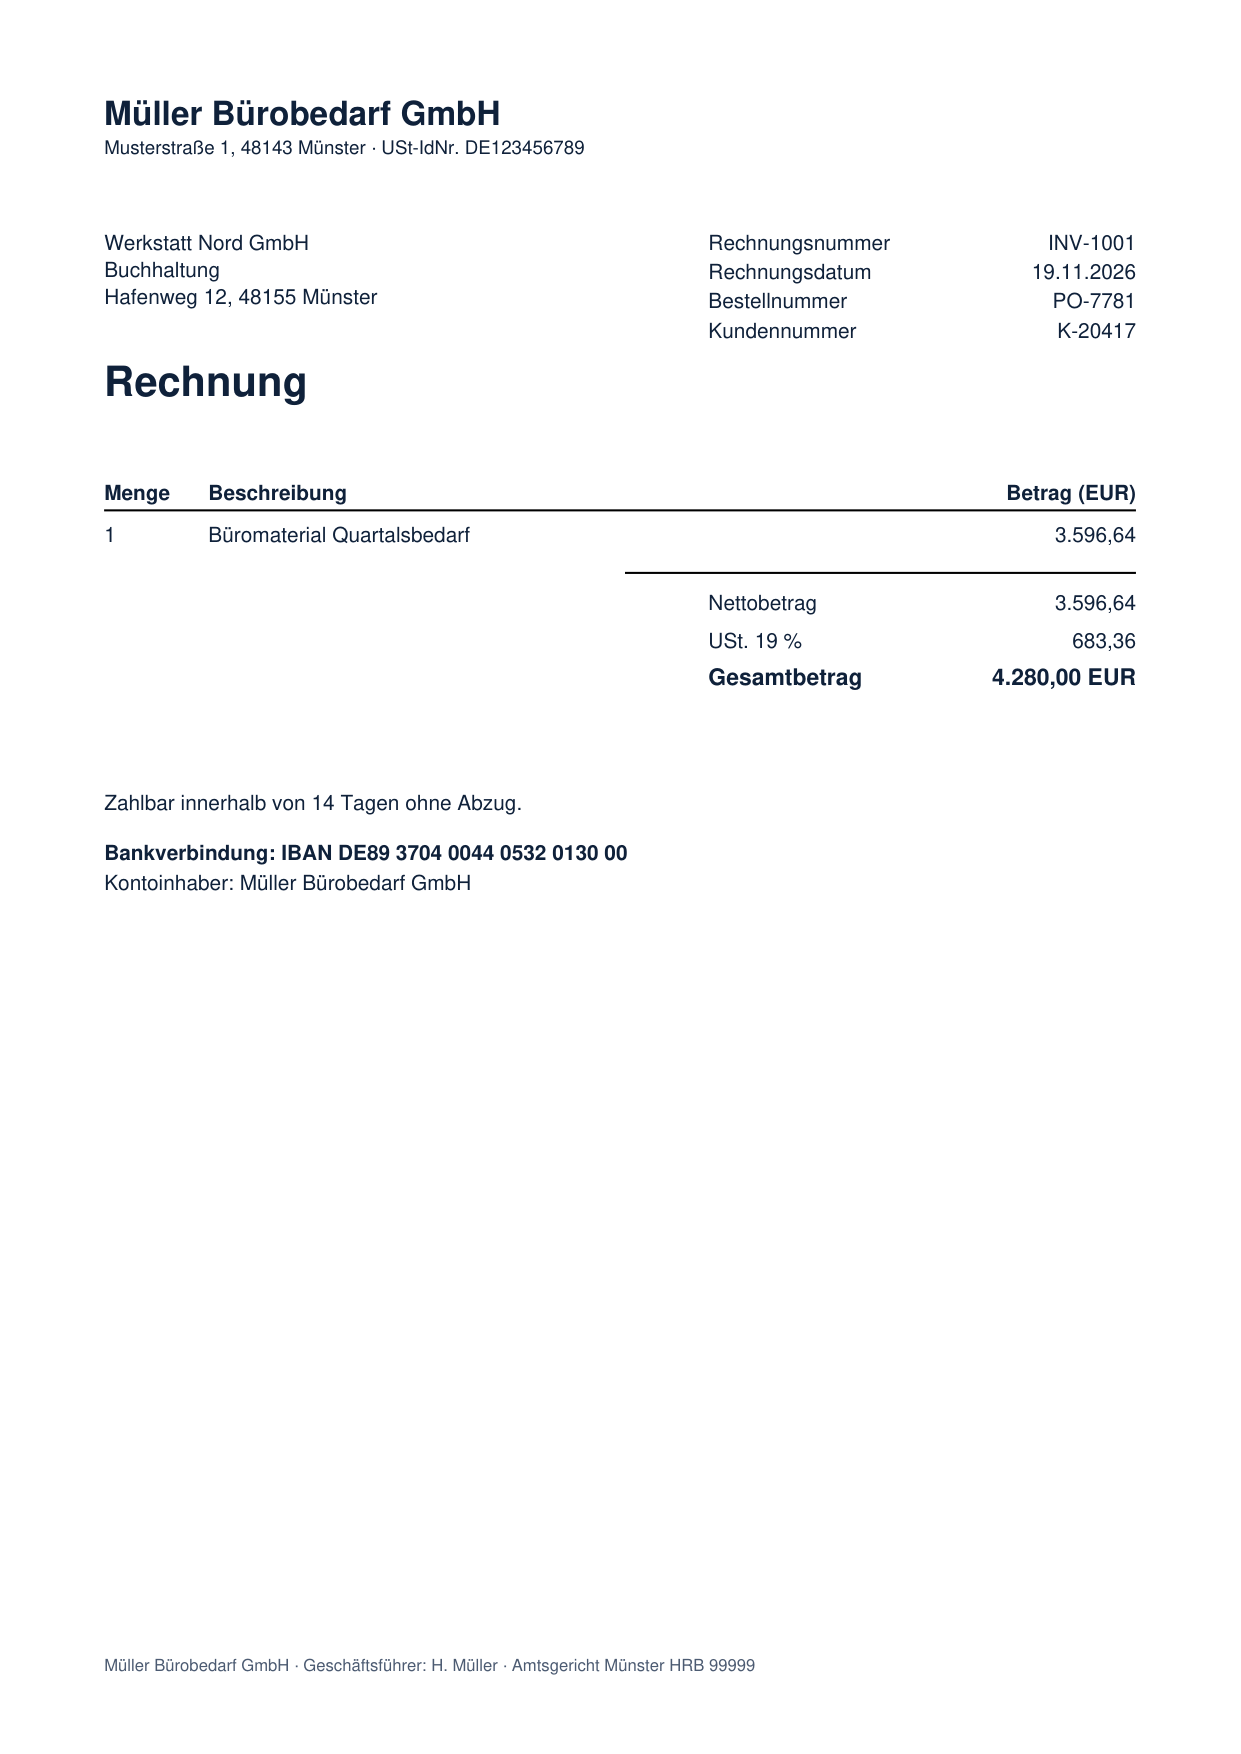 Müller Bürobedarf GmbH
Musterstraße 1, 48143 Münster · USt-IdNr. DE123456789
Werkstatt Nord GmbH
Buchhaltung
Hafenweg 12, 48155 Münster
Rechnungsnummer INV-1001
Rechnungsdatum 19.11.2026
Bestellnummer PO-7781
Kundennummer K-20417
Rechnung
Menge Beschreibung Betrag (EUR)
1 Büromaterial Quartalsbedarf 3.596,64
Nettobetrag 3.596,64
USt. 19 % 683,36
Gesamtbetrag 4.280,00 EUR
Zahlbar innerhalb von 14 Tagen ohne Abzug.
Bankverbindung: IBAN DE89 3704 0044 0532 0130 00
Kontoinhaber: Müller Bürobedarf GmbH
Müller Bürobedarf GmbH · Geschäftsführer: H. Müller · Amtsgericht Münster HRB 99999